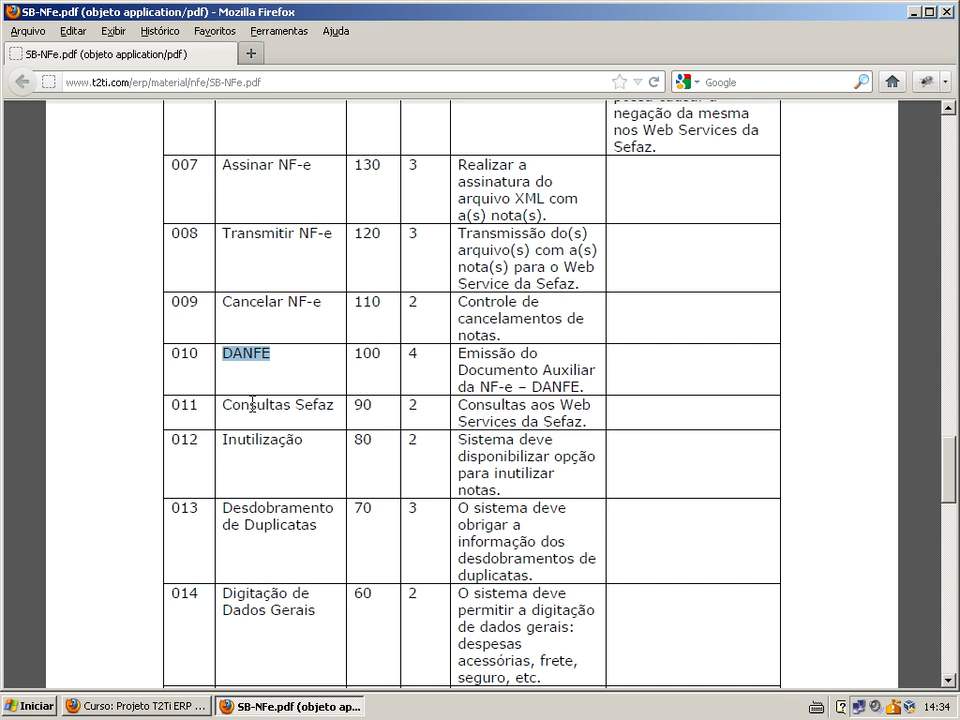 SB-NFe.pdf (objeto application/pdf) - Mozilla Firefox
Arquivo Editar Exibir Histórico Favoritos Ferramentas Ajuda
SB-NFe.pdf (objeto application/pdf)
www.t2ti.com/erp/material/nfe/SB-NFe.pdf
Google
negação da mesma
nos Web Services da
Sefaz.
007 Assinar NF-e 130 3 Realizar a
assinatura do
arquivo XML com
a(s) nota(s).
008 Transmitir NF-e 120 3 Transmissão do(s)
arquivo(s) com a(s)
nota(s) para o Web
Service da Sefaz.
009 Cancelar NF-e 110 2 Controle de
cancelamentos de
notas.
010 DANFE 100 4 Emissão do
Documento Auxiliar
da NF-e – DANFE.
011 Consultas Sefaz 90 2 Consultas aos Web
Services da Sefaz.
012 Inutilização 80 2 Sistema deve
disponibilizar opção
para inutilizar
notas.
013 Desdobramento 70 3 O sistema deve
de Duplicatas obrigar a
informação dos
desdobramentos de
duplicatas.
014 Digitação de 60 2 O sistema deve
Dados Gerais permitir a digitação
de dados gerais:
despesas
acessórias, frete,
seguro, etc.
Iniciar Curso: Projeto T2Ti ERP ... SB-NFe.pdf (objeto ap... 14:34